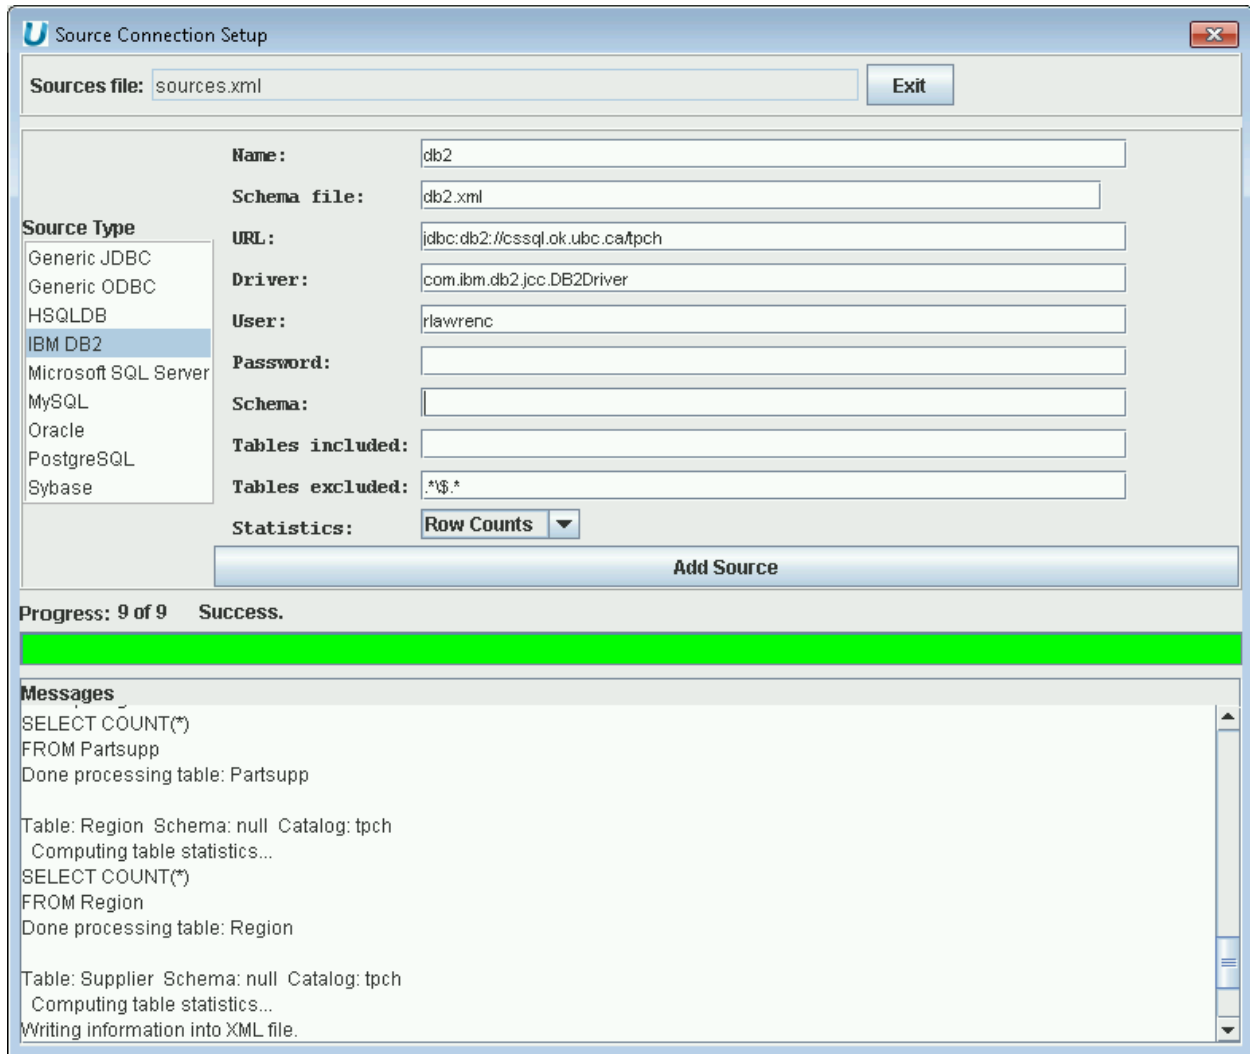 Source Connection Setup
Sources file: sources.xml Exit
Name: db2
Schema file: db2.xml
Source Type
URL: jdbc:db2://cssql.ok.ubc.ca/tpch
Generic JDBC
Driver: com.ibm.db2.jcc.DB2Driver
Generic ODBC
HSQLDB
User: rlawrenc
IBM DB2
Password:
Microsoft SQL Server
MySQL
Schema:
Oracle
Tables included:
PostgreSQL
Sybase
Tables excluded: .*\$.*
Statistics: Row Counts
Add Source
Progress: 9 of 9 Success.
Messages
SELECT COUNT(*)
FROM Partsupp
Done processing table: Partsupp
Table: Region Schema: null Catalog: tpch
Computing table statistics...
SELECT COUNT(*)
FROM Region
Done processing table: Region
Table: Supplier Schema: null Catalog: tpch
Computing table statistics...
Writing information into XML file.